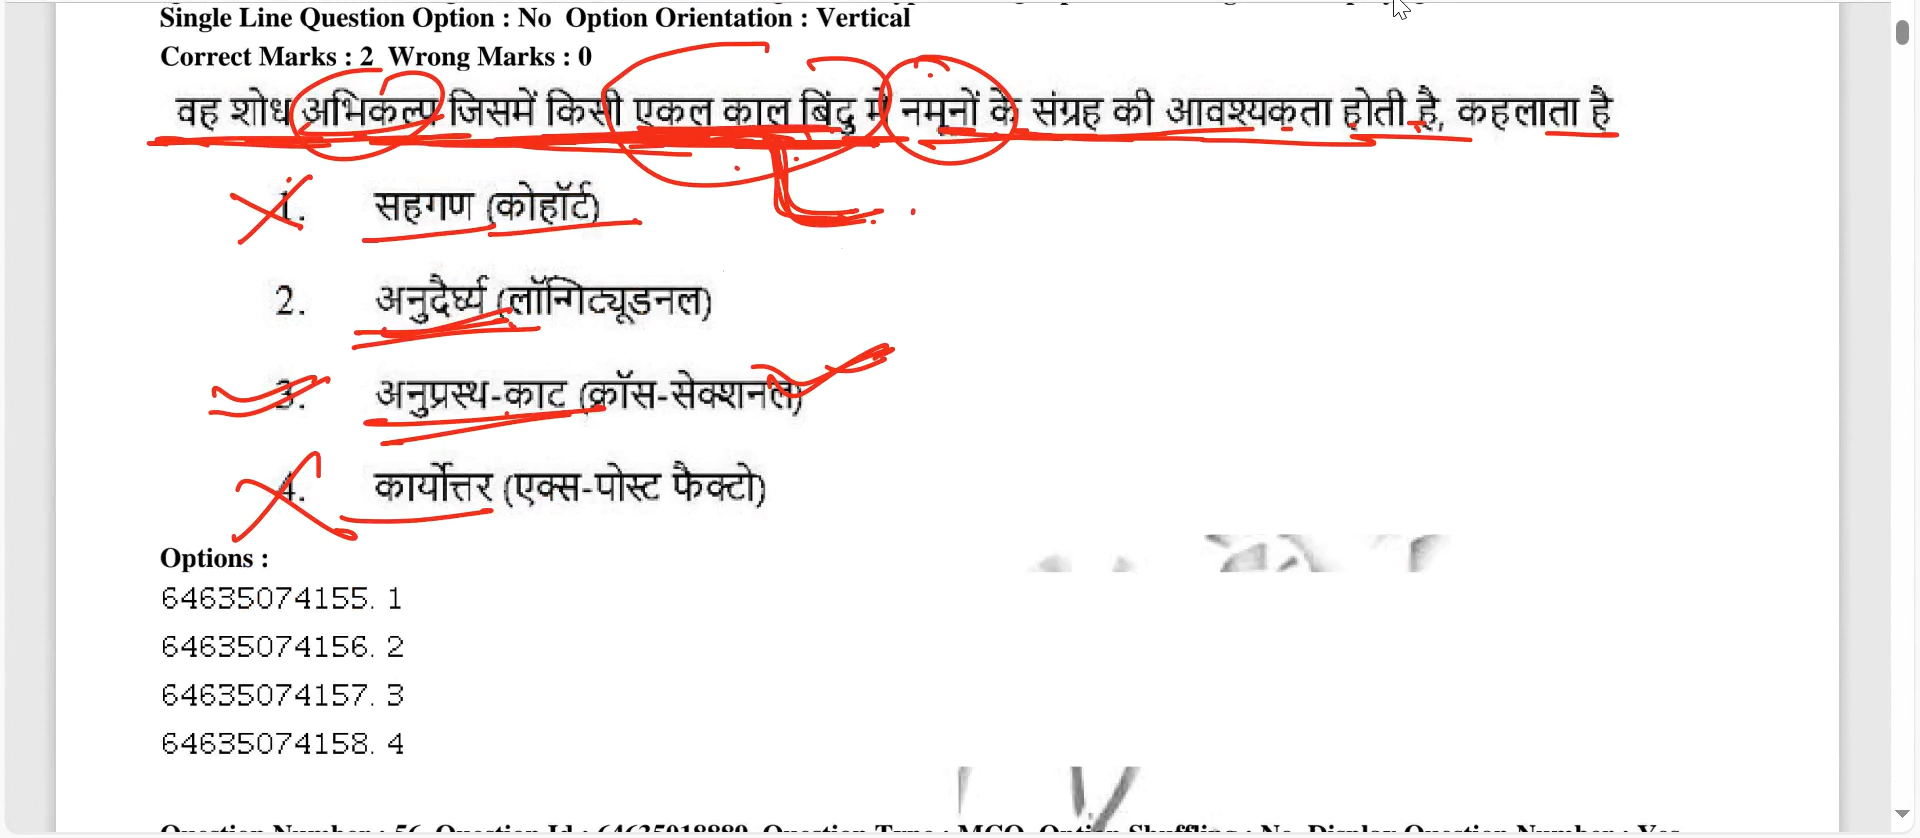 Single Line Question Option : No Option Orientation : Vertical
Correct Marks : 2 Wrong Marks : 0
वह शोध अभिकल्प जिसमें किसी एकल काल बिंदु में नमूनों के संग्रह की आवश्यकता होती है, कहलाता है
1. सहगण (कोहॉर्ट)
2. अनुदैर्घ्य (लॉन्गिट्यूडनल)
3. अनुप्रस्थ-काट (क्रॉस-सेक्शनल)
4. कार्योत्तर (एक्स-पोस्ट फैक्टो)
Options :
64635074155. 1
64635074156. 2
64635074157. 3
64635074158. 4